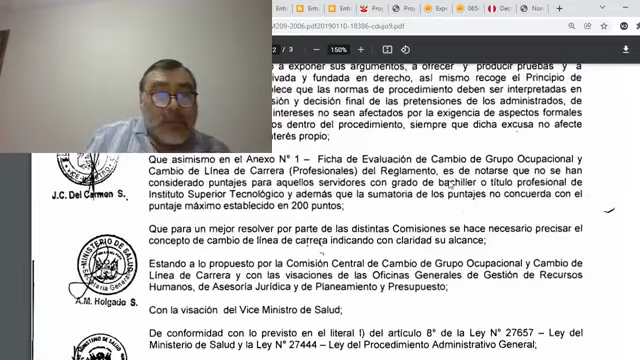 M209-2006.pdf20190110-18386-cdujo9.pdf
2 / 3 — 150% +
a exponer sus argumentos, a ofrecer y producir pruebas y a
ivada y fundada en derecho, así mismo recoge el Principio de
blece que las normas de procedimiento deben ser interpretadas en
sión y decisión final de las pretensiones de los administrados, de
intereses no sean afectados por la exigencia de aspectos formales
dos dentro del procedimiento, siempre que dicha excusa no afecte
interés propio;
Que asimismo en el Anexo N° 1 – Ficha de Evaluación de Cambio de Grupo Ocupacional y
Cambio de Línea de Carrera (Profesionales) del Reglamento, es de notarse que no se han
considerado puntajes para aquellos servidores con grado de bachiller o título profesional de
Instituto Superior Tecnológico y además que la sumatoria de los puntajes no concuerda con el
puntaje máximo establecido en 200 puntos;
J.C. Del Carmen S.
Que para un mejor resolver por parte de las distintas Comisiones se hace necesario precisar el
concepto de cambio de línea de carrera indicando con claridad su alcance;
MINISTERIO DE SALUD
Estando a lo propuesto por la Comisión Central de Cambio de Grupo Ocupacional y Cambio de
Línea de Carrera y con las visaciones de las Oficinas Generales de Gestión de Recursos
Humanos, de Asesoría Jurídica y de Planeamiento y Presupuesto;
A.M. Holgado S.
Con la visación del Vice Ministro de Salud;
De conformidad con lo previsto en el literal l) del artículo 8° de la Ley N° 27657 – Ley del
Ministerio de Salud y la Ley N° 27444 – Ley del Procedimiento Administrativo General;